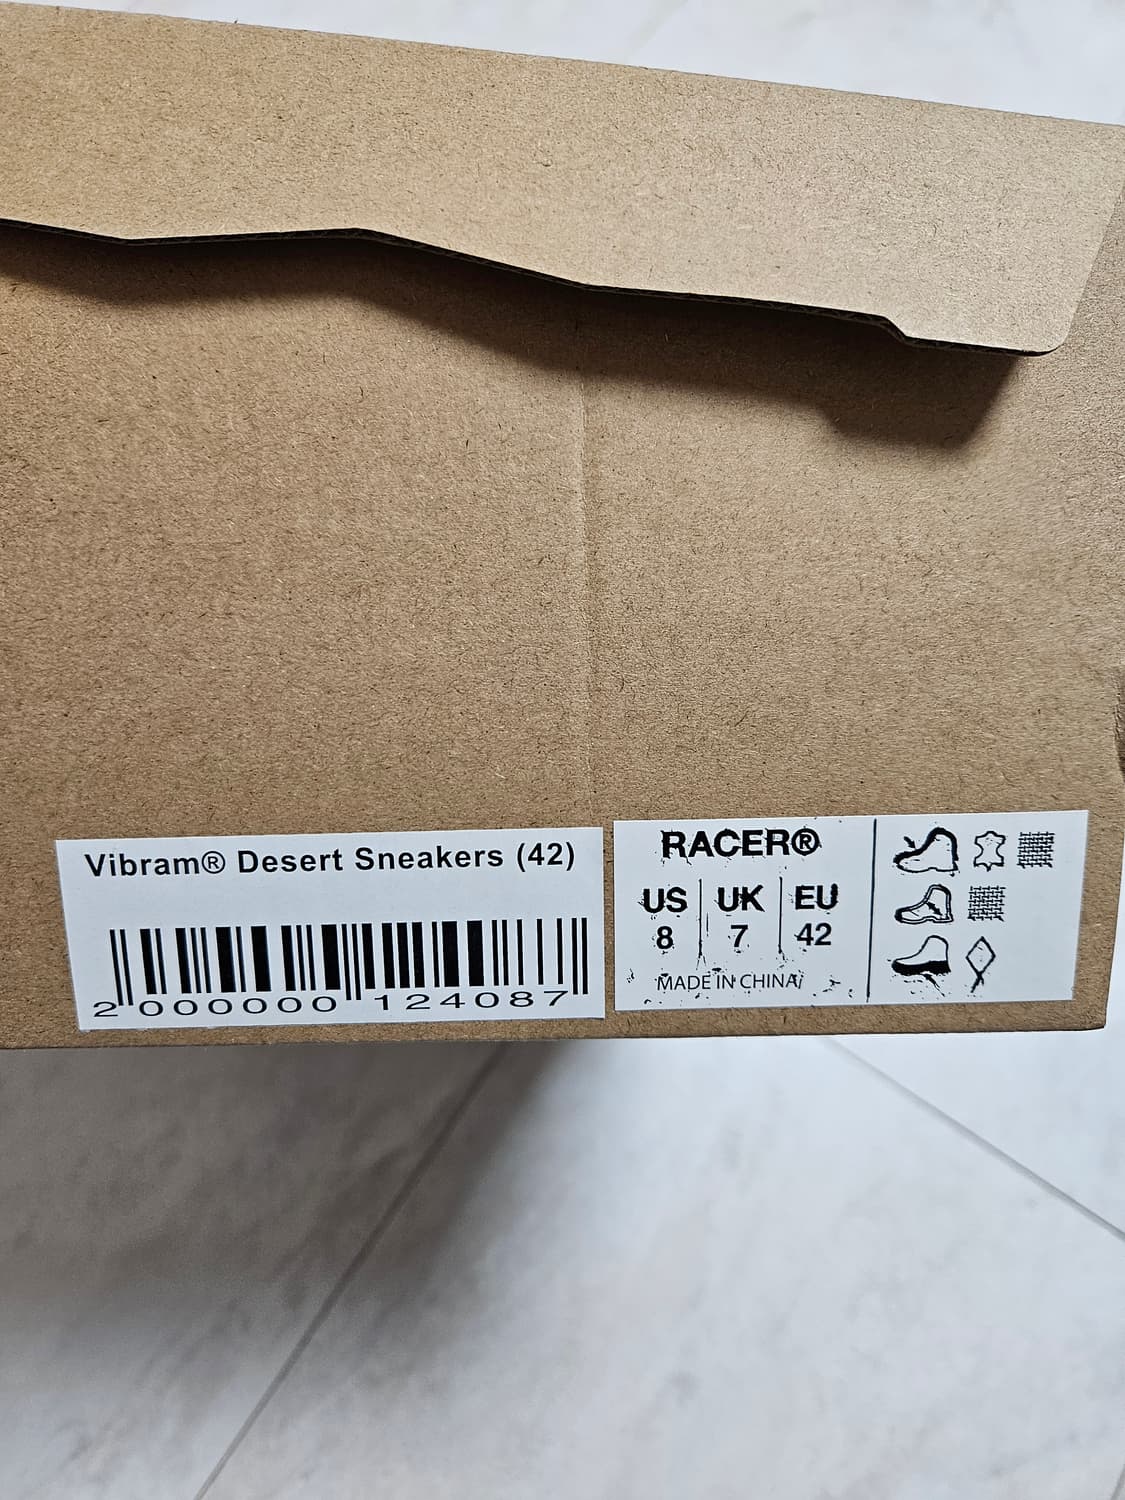 Vibram® Desert Sneakers (42)
2 000000 124087
RACER®
US UK EU
8 7 42
MADE IN CHINA